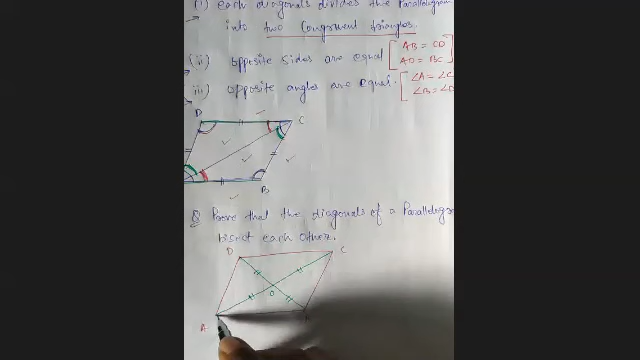 (i) Each diagonals divides the Parallelogram
into two congruent triangles.
(ii) opposite sides are equal [ AB = CD
AD = BC ]
(iii) opposite angles are equal. [ ∠A = ∠C
∠B = ∠D
D
C
B
Q Prove that the diagonals of a Parallelogram
bisect each other.
D
C
O
A